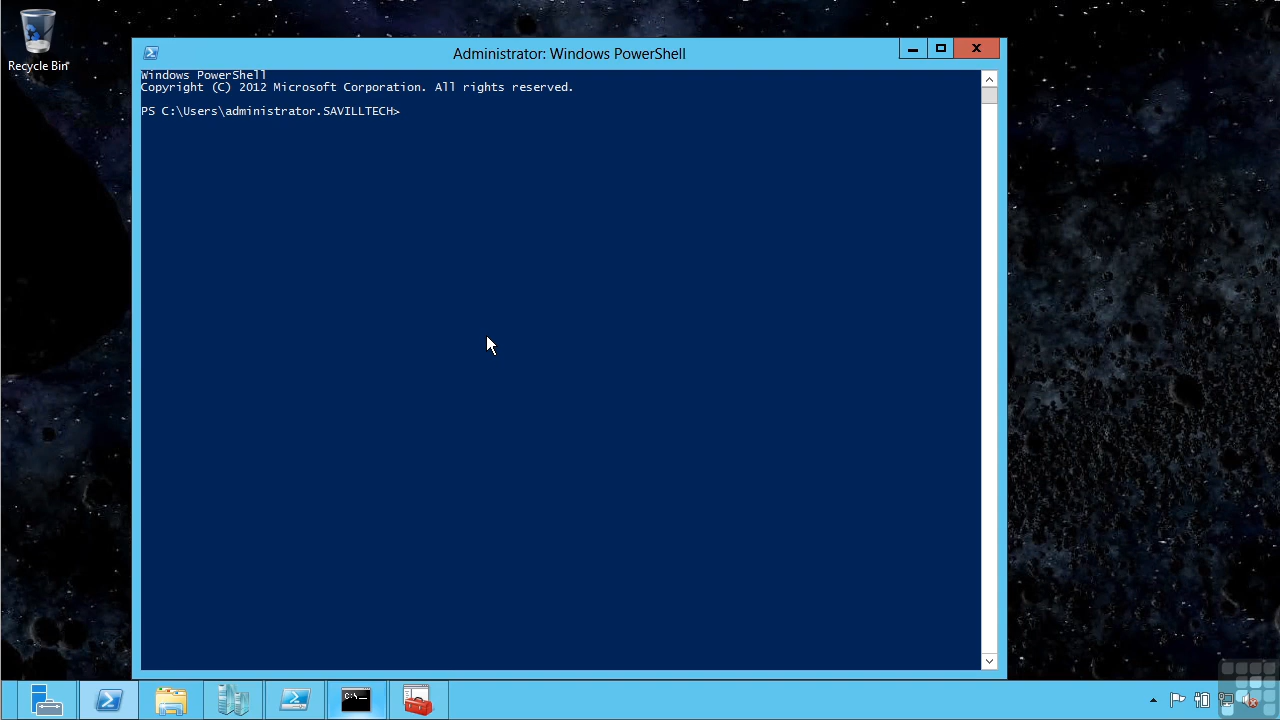 Recycle Bin
Administrator: Windows PowerShell
Windows PowerShell
Copyright (C) 2012 Microsoft Corporation. All rights reserved.
PS C:\Users\administrator.SAVILLTECH>
C:\